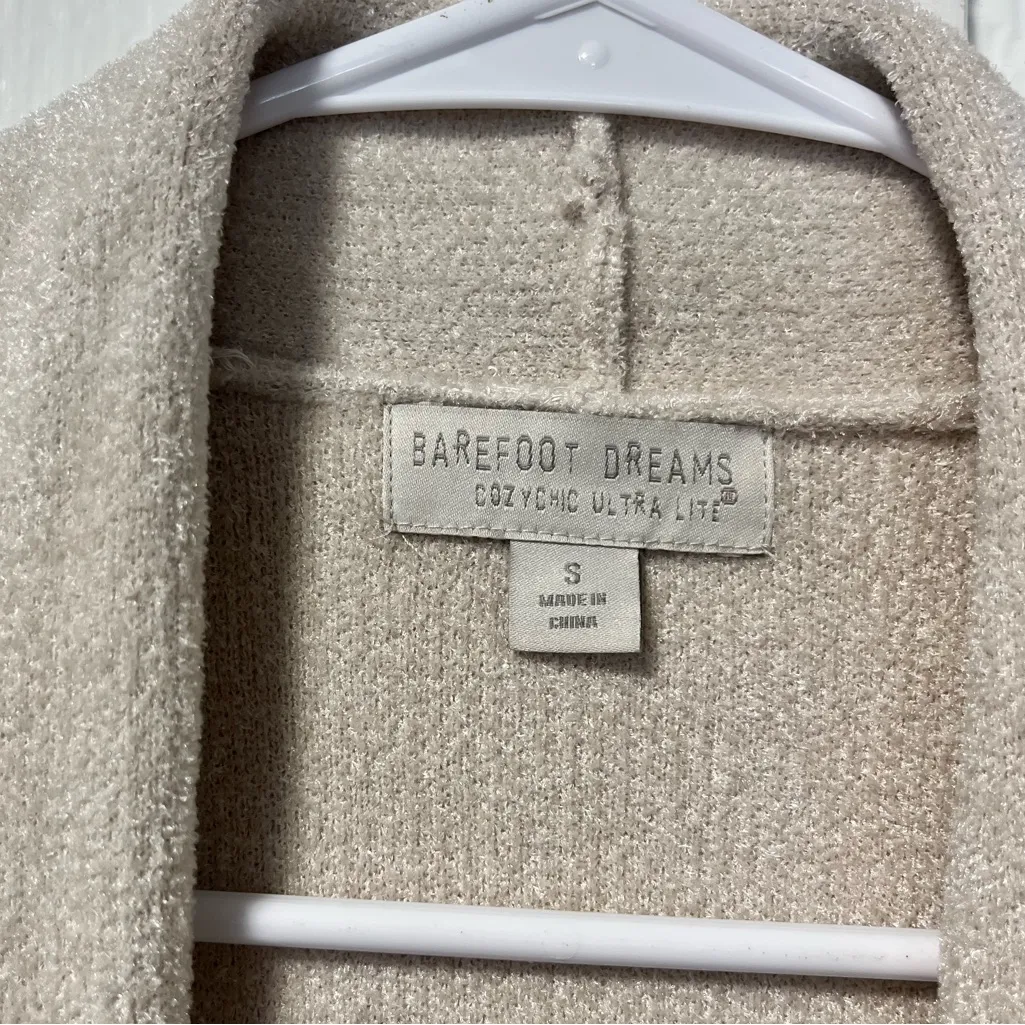 BAREFOOT DREAMS
COZYCHIC ULTRA LITE
S
MADE IN
CHINA